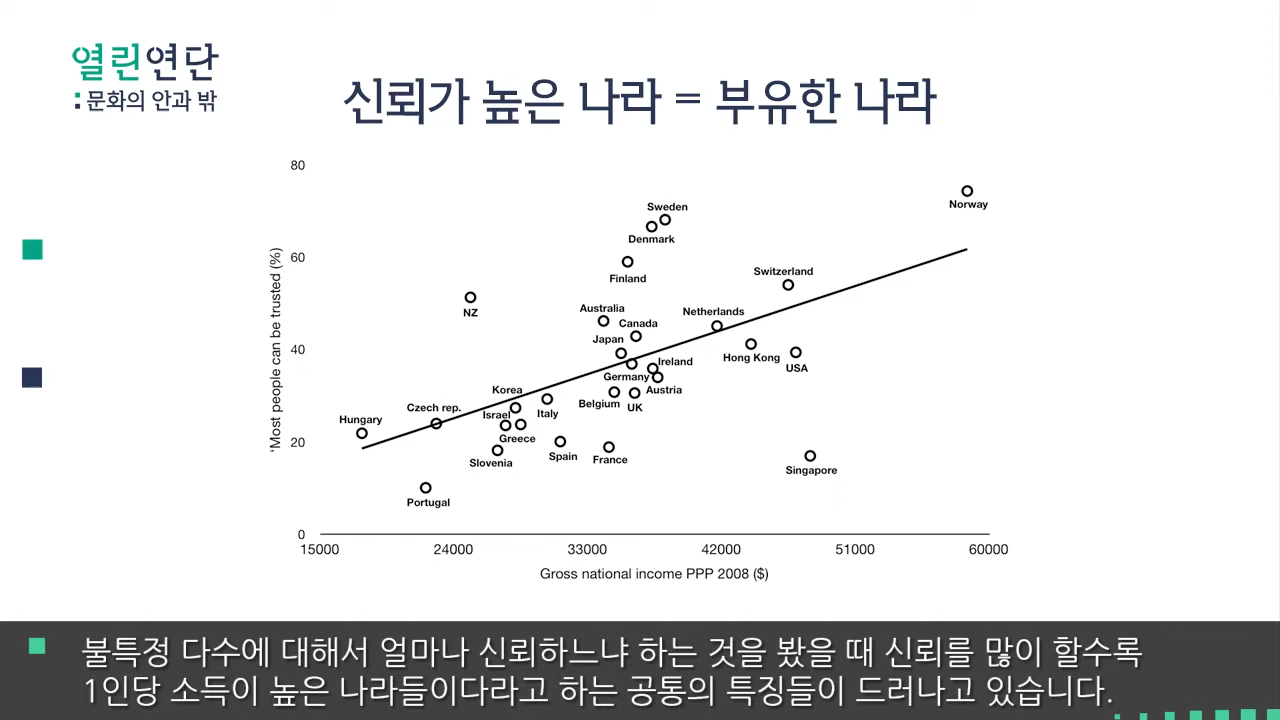 열린연단
:문화의 안과 밖
신뢰가 높은 나라 = 부유한 나라
80
60
40
20
0
'Most people can be trusted (%)
Norway
Sweden
Denmark
Finland
Switzerland
NZ
Australia
Netherlands
Canada
Japan
Hong Kong
Ireland
USA
Germany
Austria
Korea
Belgium
UK
Czech rep.
Israel
Italy
Hungary
Greece
Spain
France
Slovenia
Singapore
Portugal
15000 24000 33000 42000 51000 60000
Gross national income PPP 2008 ($)
불특정 다수에 대해서 얼마나 신뢰하느냐 하는 것을 봤을 때 신뢰를 많이 할수록
1인당 소득이 높은 나라들이다라고 하는 공통의 특징들이 드러나고 있습니다.